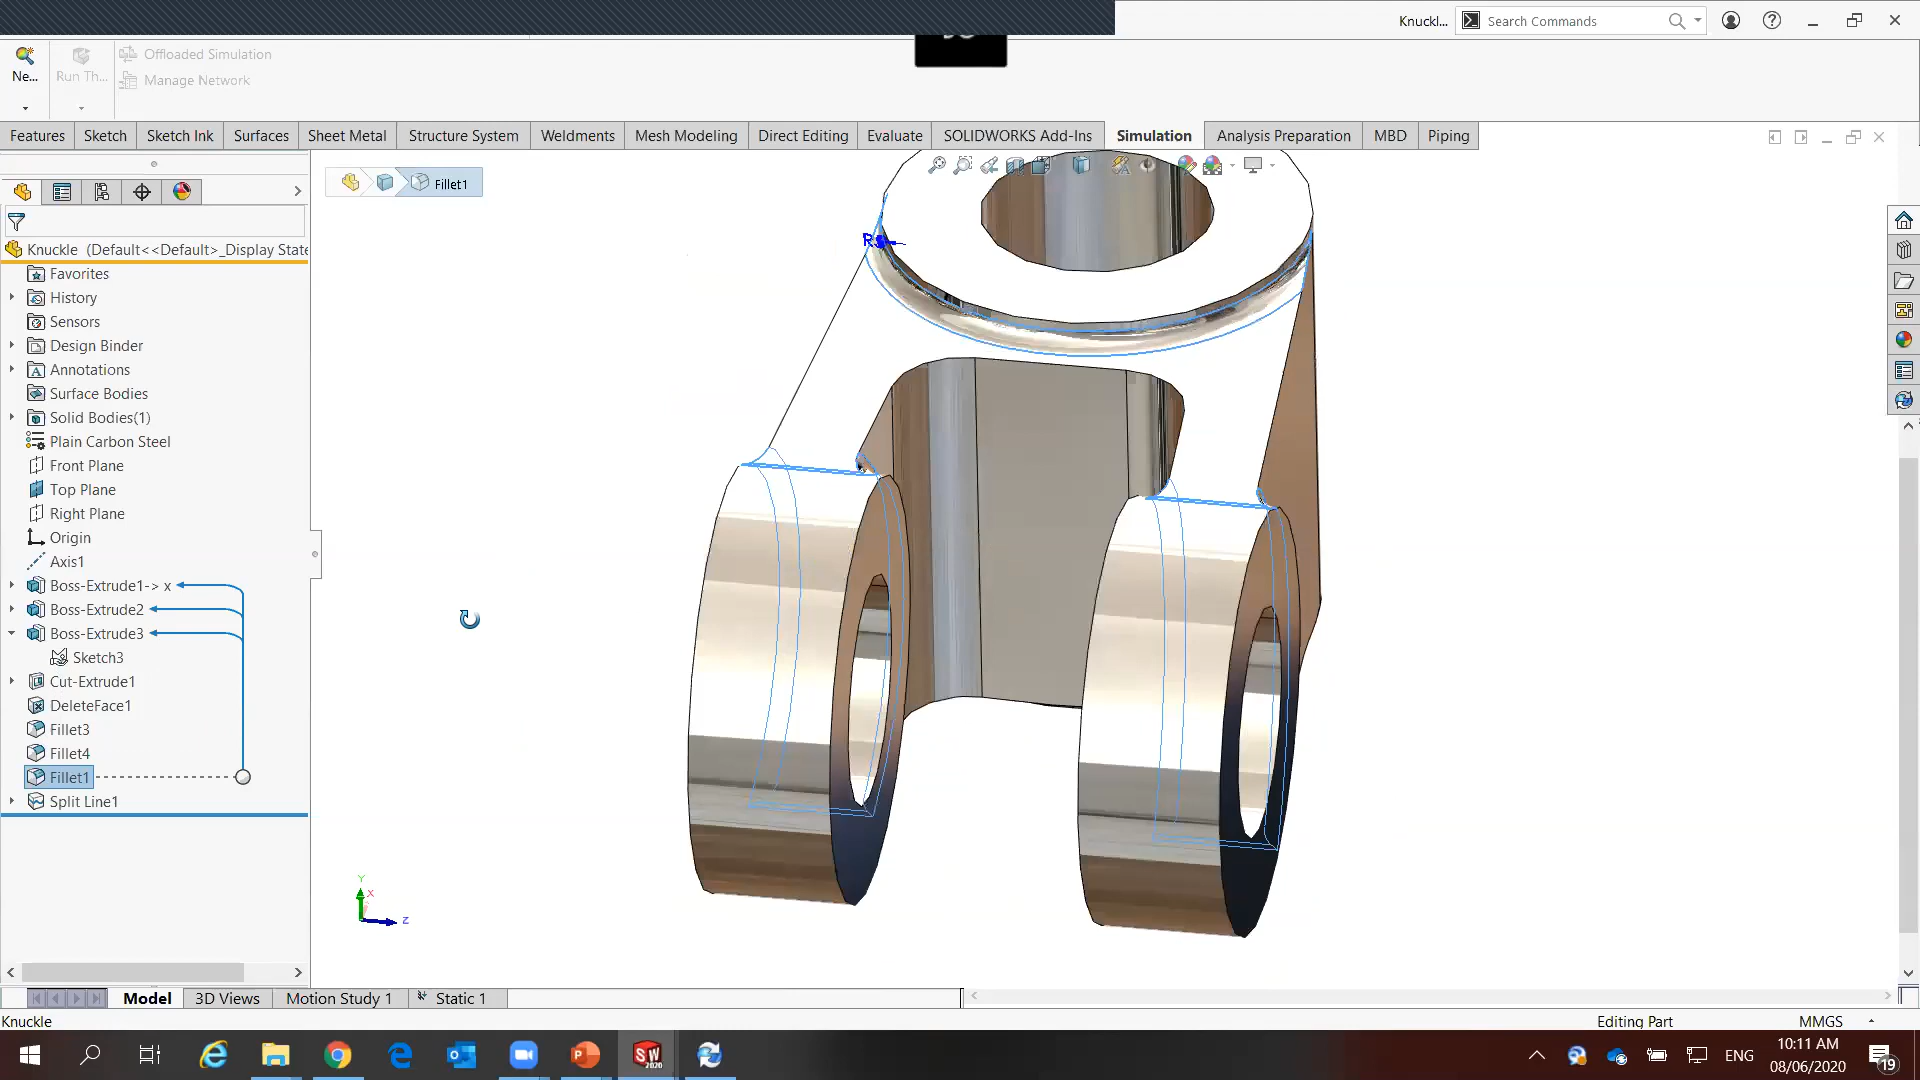 Knuckl...
Search Commands
Ne...
Run Th...
Offloaded Simulation
Manage Network
Features
Sketch
Sketch Ink
Surfaces
Sheet Metal
Structure System
Weldments
Mesh Modeling
Direct Editing
Evaluate
SOLIDWORKS Add-Ins
Simulation
Analysis Preparation
MBD
Piping
Fillet1
Knuckle (Default<<Default>_Display State
Favorites
History
Sensors
Design Binder
Annotations
Surface Bodies
Solid Bodies(1)
Plain Carbon Steel
Front Plane
Top Plane
Right Plane
Origin
Axis1
Boss-Extrude1-> x
Boss-Extrude2
Boss-Extrude3
Sketch3
Cut-Extrude1
DeleteFace1
Fillet3
Fillet4
Fillet1
Split Line1
Y
X
Z
Model
3D Views
Motion Study 1
Static 1
Knuckle
Editing Part
MMGS
ENG
10:11 AM
08/06/2020
19